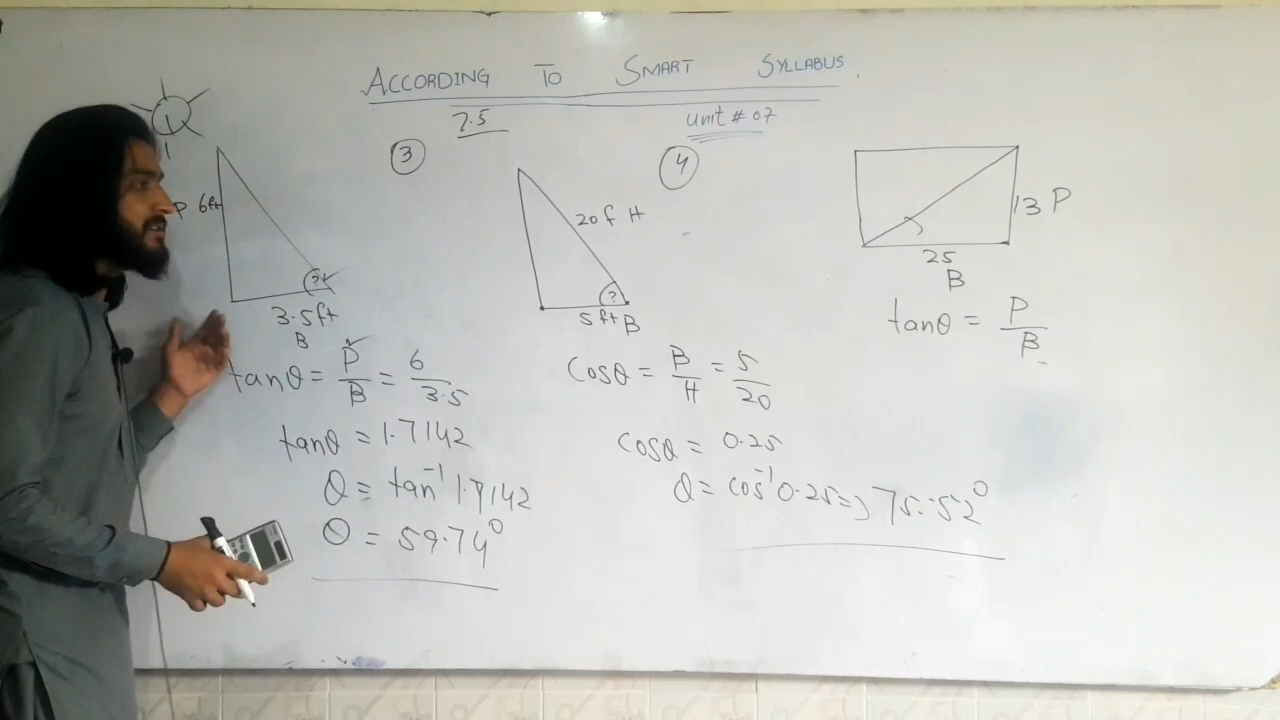 ACCORDING TO SMART SYLLABUS
7.5
Unit # 07
P 6ft
?
3.5ft
B
tanθ = P/B = 6/3.5
tanθ = 1.7142
θ = tan⁻¹ 1.7142
θ = 59.74⁰
3
20f H
?
5ft B
cosθ = B/H = 5/20
cosθ = 0.25
θ = cos⁻¹ 0.25 => 75.52⁰
4
13 P
25
B
tanθ = P/B